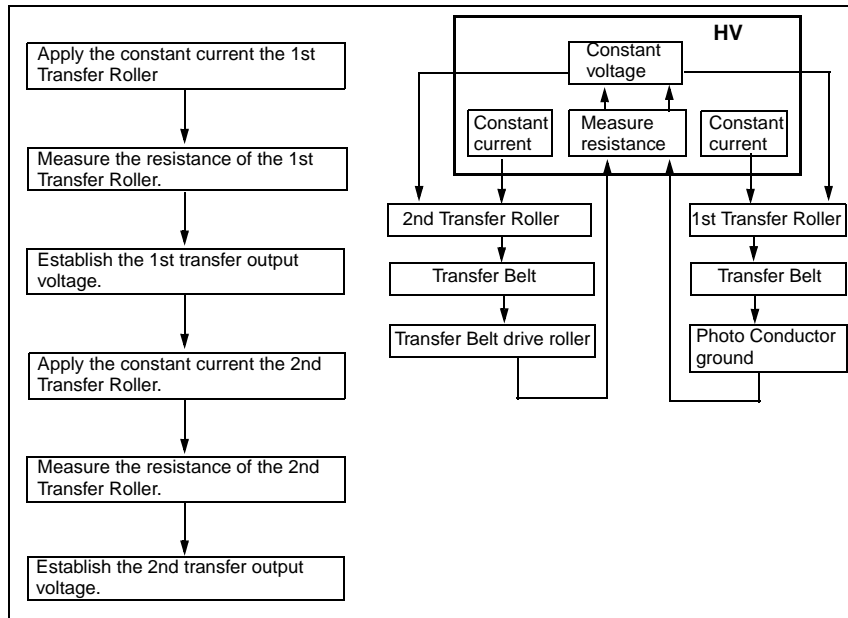 Apply the constant current the 1st
Transfer Roller
Measure the resistance of the 1st
Transfer Roller.
Establish the 1st transfer output
voltage.
Apply the constant current the 2nd
Transfer Roller.
Measure the resistance of the 2nd
Transfer Roller.
Establish the 2nd transfer output
voltage.
HV
Constant
voltage
Constant
current
Measure
resistance
Constant
current
2nd Transfer Roller
1st Transfer Roller
Transfer Belt
Transfer Belt
Transfer Belt drive roller
Photo Conductor
ground